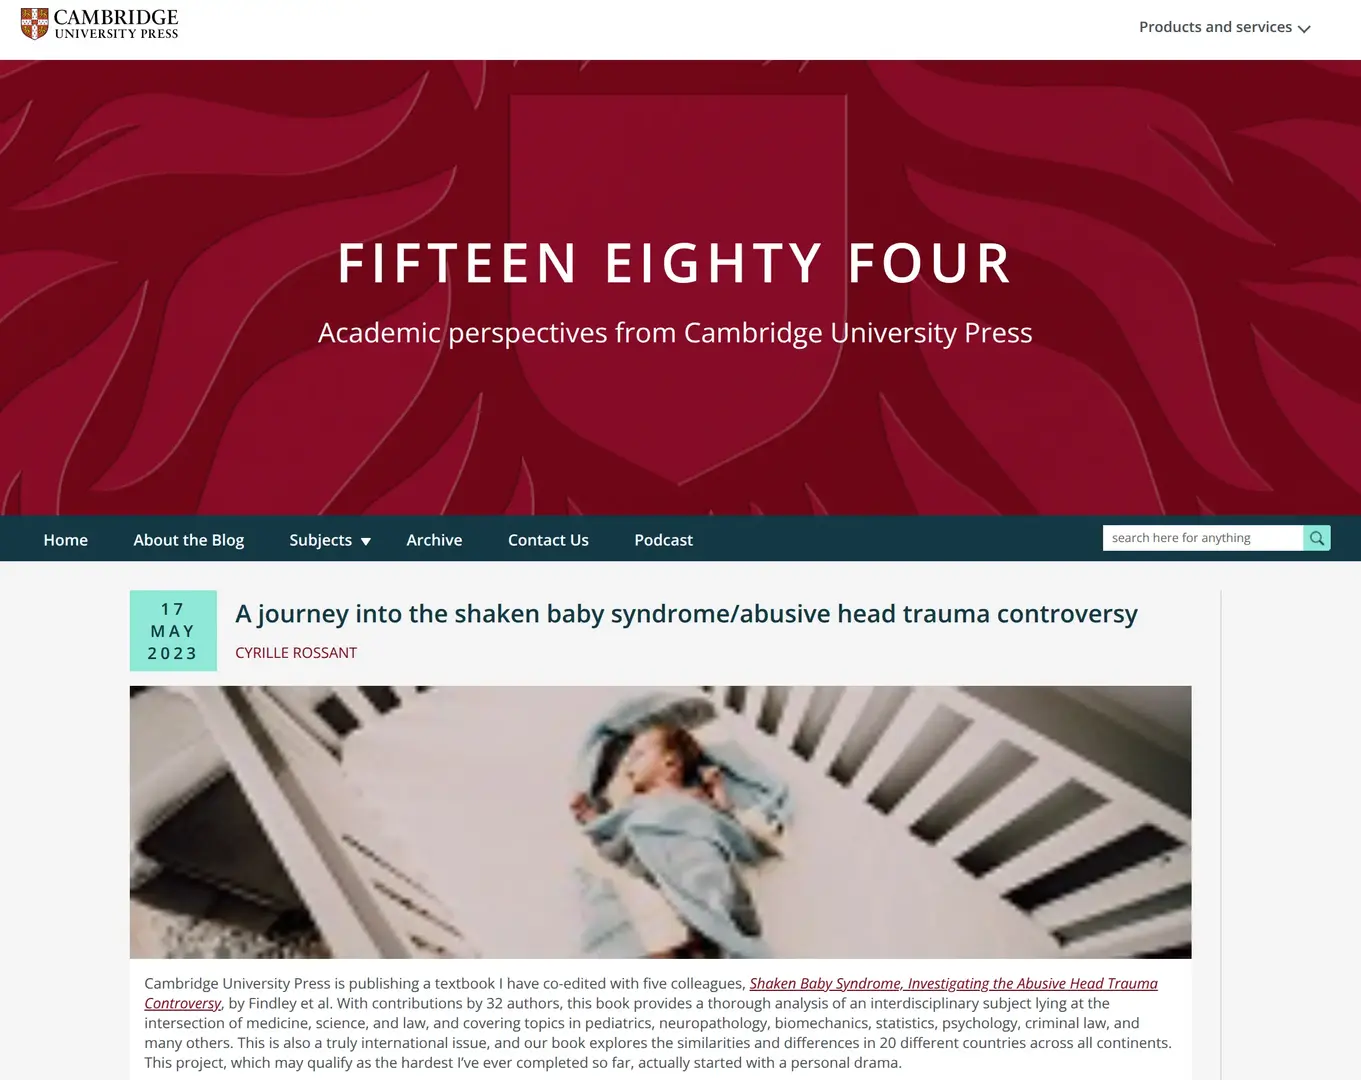 CAMBRIDGE
UNIVERSITY PRESS
Products and services
FIFTEEN EIGHTY FOUR
Academic perspectives from Cambridge University Press
Home
About the Blog
Subjects
Archive
Contact Us
Podcast
search here for anything
17
MAY
2023
A journey into the shaken baby syndrome/abusive head trauma controversy
CYRILLE ROSSANT
Cambridge University Press is publishing a textbook I have co-edited with five colleagues, Shaken Baby Syndrome, Investigating the Abusive Head Trauma
Controversy, by Findley et al. With contributions by 32 authors, this book provides a thorough analysis of an interdisciplinary subject lying at the
intersection of medicine, science, and law, and covering topics in pediatrics, neuropathology, biomechanics, statistics, psychology, criminal law, and
many others. This is also a truly international issue, and our book explores the similarities and differences in 20 different countries across all continents.
This project, which may qualify as the hardest I’ve ever completed so far, actually started with a personal drama.